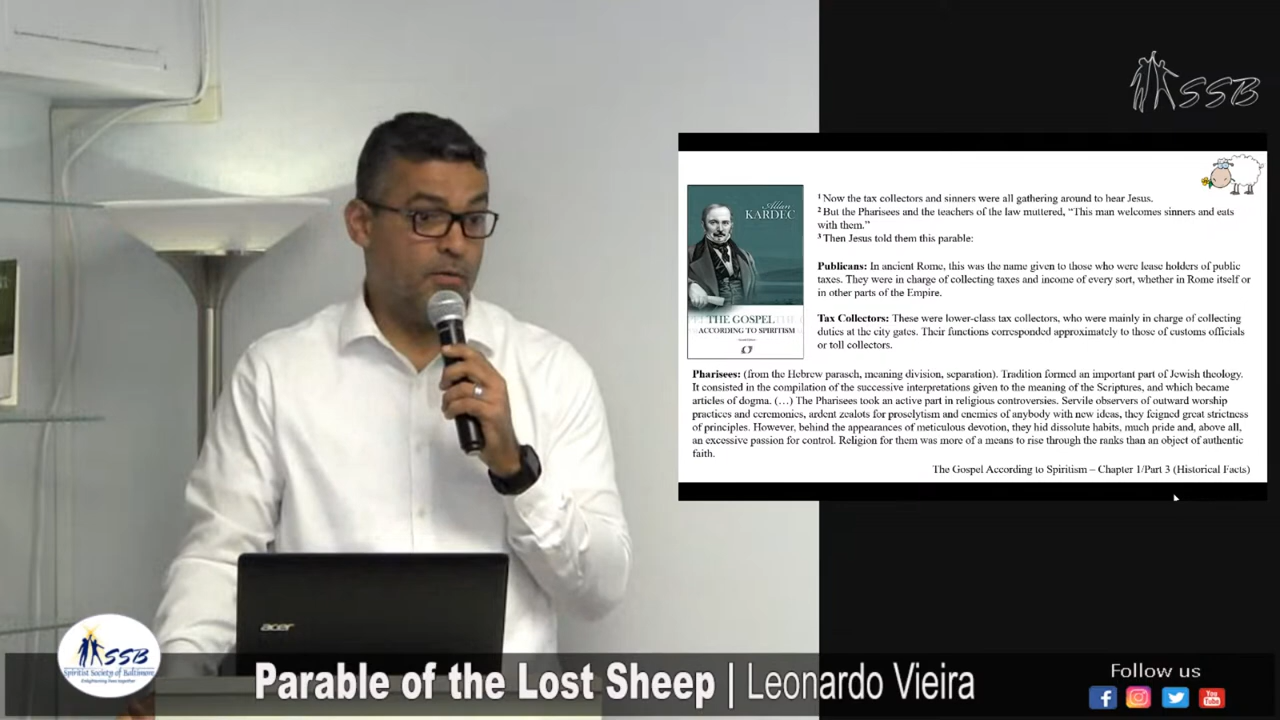 SSB
Allan
KARDEC
THE GOSPEL
ACCORDING TO SPIRITISM
1 Now the tax collectors and sinners were all gathering around to hear Jesus.
2 But the Pharisees and the teachers of the law muttered, “This man welcomes sinners and eats
with them.”
3 Then Jesus told them this parable:
Publicans: In ancient Rome, this was the name given to those who were lease holders of public
taxes. They were in charge of collecting taxes and income of every sort, whether in Rome itself or
in other parts of the Empire.
Tax Collectors: These were lower-class tax collectors, who were mainly in charge of collecting
duties at the city gates. Their functions corresponded approximately to those of customs officials
or toll collectors.
Pharisees: (from the Hebrew parasch, meaning division, separation). Tradition formed an important part of Jewish theology.
It consisted in the compilation of the successive interpretations given to the meaning of the Scriptures, and which became
articles of dogma. (…) The Pharisees took an active part in religious controversies. Servile observers of outward worship
practices and ceremonies, ardent zealots for proselytism and enemies of anybody with new ideas, they feigned great strictness
of principles. However, behind the appearances of meticulous devotion, they hid dissolute habits, much pride and, above all,
an excessive passion for control. Religion for them was more of a means to rise through the ranks than an object of authentic
faith.
The Gospel According to Spiritism – Chapter 1/Part 3 (Historical Facts)
acer
SSB
Spiritist Society of Baltimore
Enlightening lives together
Parable of the Lost Sheep | Leonardo Vieira
Follow us
You
Tube